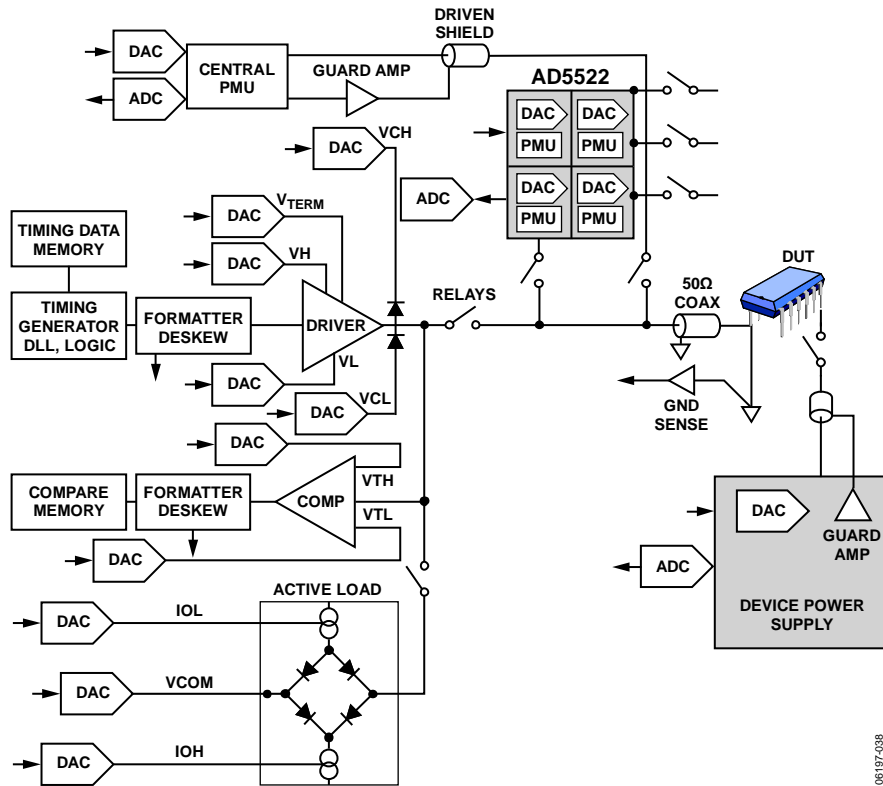 DRIVEN
SHIELD
DAC
CENTRAL
PMU
ADC
GUARD AMP
AD5522
DAC
DAC
PMU
PMU
DAC
DAC
PMU
PMU
ADC
VCH
DAC
VTERM
DAC
VH
DAC
TIMING DATA
MEMORY
TIMING
GENERATOR
DLL, LOGIC
FORMATTER
DESKEW
DRIVER
RELAYS
50Ω
COAX
DUT
VL
DAC
VCL
DAC
GND
SENSE
DAC
VTH
COMPARE
MEMORY
FORMATTER
DESKEW
COMP
VTL
DAC
DAC
GUARD
AMP
ADC
DEVICE POWER
SUPPLY
ACTIVE LOAD
DAC
IOL
DAC
VCOM
DAC
IOH
06197-038